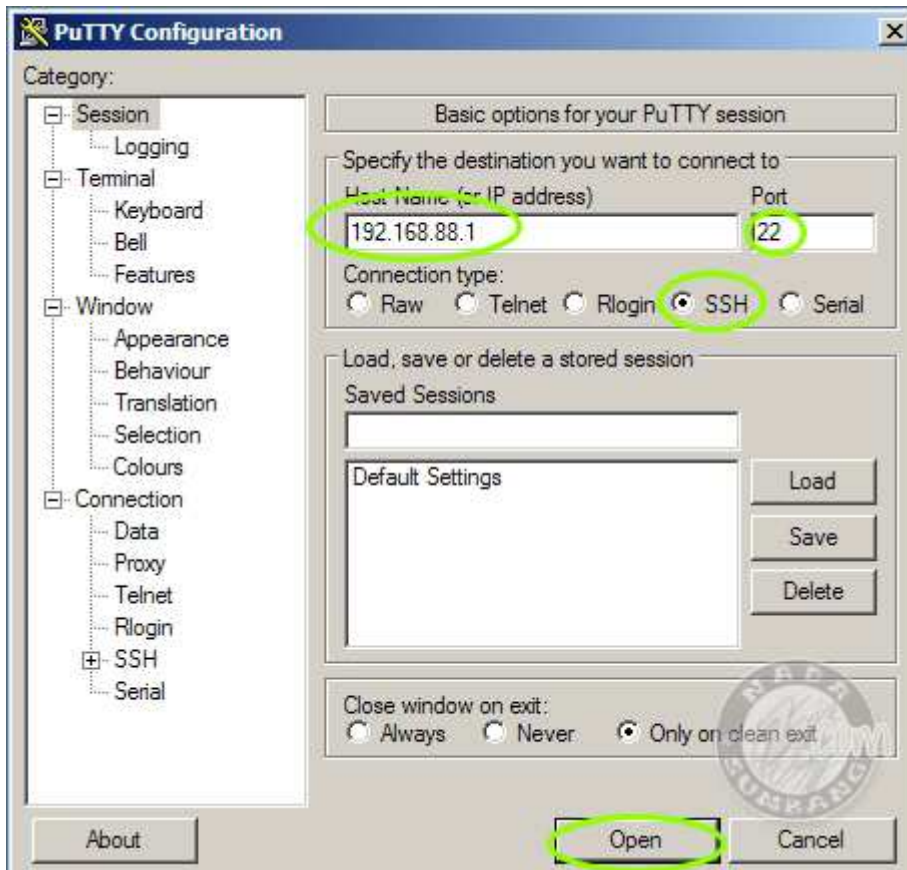 PuTTY Configuration
Category:
Session
Logging
Terminal
Keyboard
Bell
Features
Window
Appearance
Behaviour
Translation
Selection
Colours
Connection
Data
Proxy
Telnet
Rlogin
SSH
Serial
Basic options for your PuTTY session
Specify the destination you want to connect to
Host Name (or IP address) Port
192.168.88.1 22
Connection type:
Raw Telnet Rlogin SSH Serial
Load, save or delete a stored session
Saved Sessions
Default Settings
Load
Save
Delete
Close window on exit:
Always Never Only on clean exit
About Open Cancel